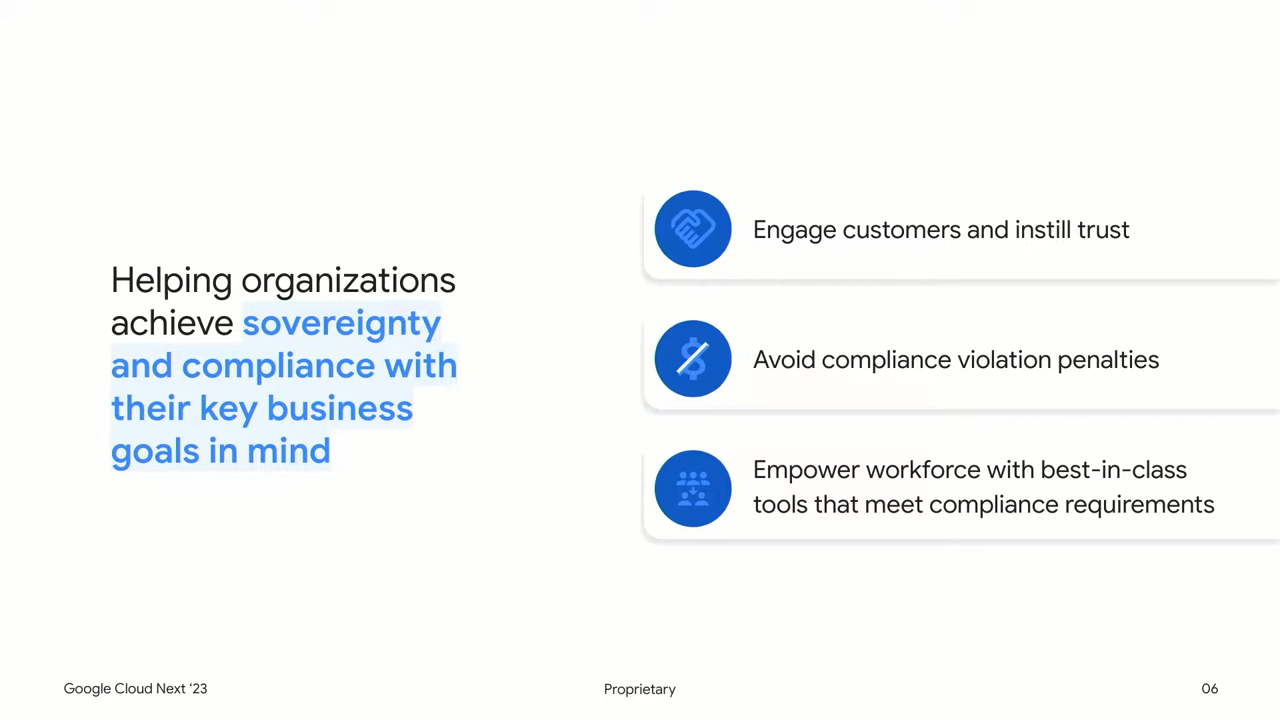 Helping organizations
achieve sovereignty
and compliance with
their key business
goals in mind
Engage customers and instill trust
Avoid compliance violation penalties
Empower workforce with best-in-class
tools that meet compliance requirements
Google Cloud Next ‘23
Proprietary
06